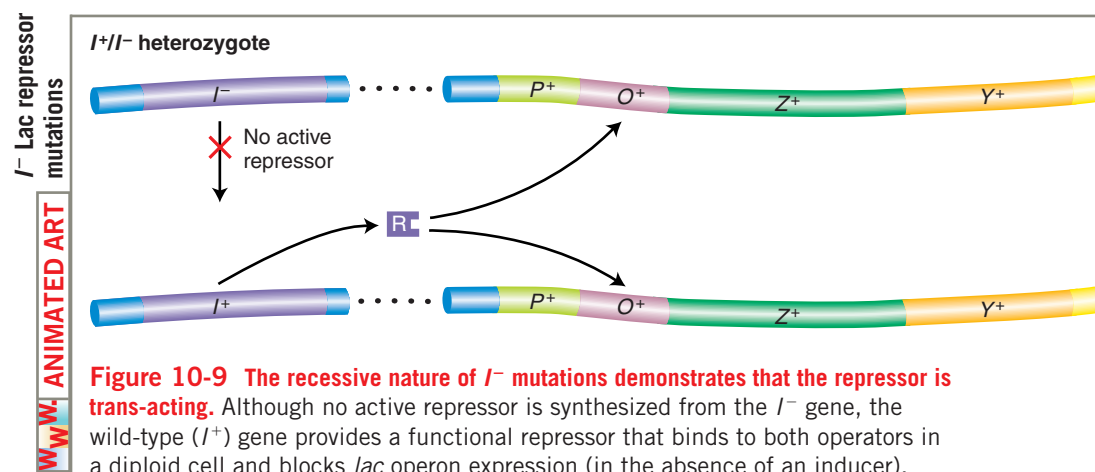 I⁻ Lac repressor
mutations
WWW. ANIMATED ART
I⁺/I⁻ heterozygote
I⁻
P⁺
O⁺
Z⁺
Y⁺
No active
repressor
R
I⁺
P⁺
O⁺
Z⁺
Y⁺
Figure 10-9 The recessive nature of I⁻ mutations demonstrates that the repressor is
trans-acting. Although no active repressor is synthesized from the I⁻ gene, the
wild-type (I⁺) gene provides a functional repressor that binds to both operators in
a diploid cell and blocks lac operon expression (in the absence of an inducer).